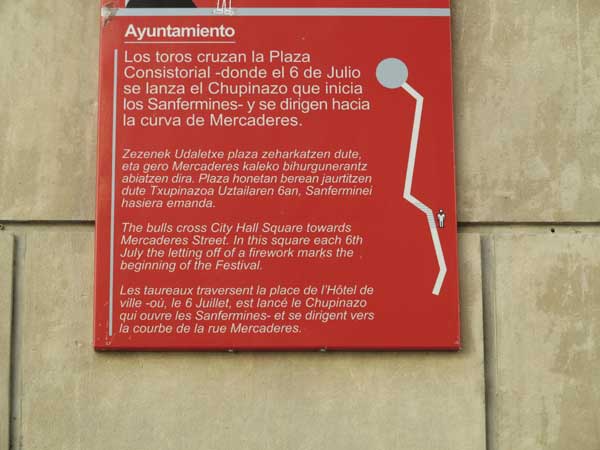 Ayuntamiento
Los toros cruzan la Plaza
Consistorial -donde el 6 de Julio
se lanza el Chupinazo que inicia
los Sanfermines- y se dirigen hacia
la curva de Mercaderes.
Zezenek Udaletxe plaza zeharkatzen dute,
eta gero Mercaderes kaleko bihurgunerantz
abiatzen dira. Plaza honetan berean jaurtitzen
dute Txupinazoa Uztailaren 6an, Sanferminei
hasiera emanda.
The bulls cross City Hall Square towards
Mercaderes Street. In this square each 6th
July the letting off of a firework marks the
beginning of the Festival.
Les taureaux traversent la place de l'Hôtel de
ville -où, le 6 Juillet, est lancé le Chupinazo
qui ouvre les Sanfermines- et se dirigent vers
la courbe de la rue Mercaderes.